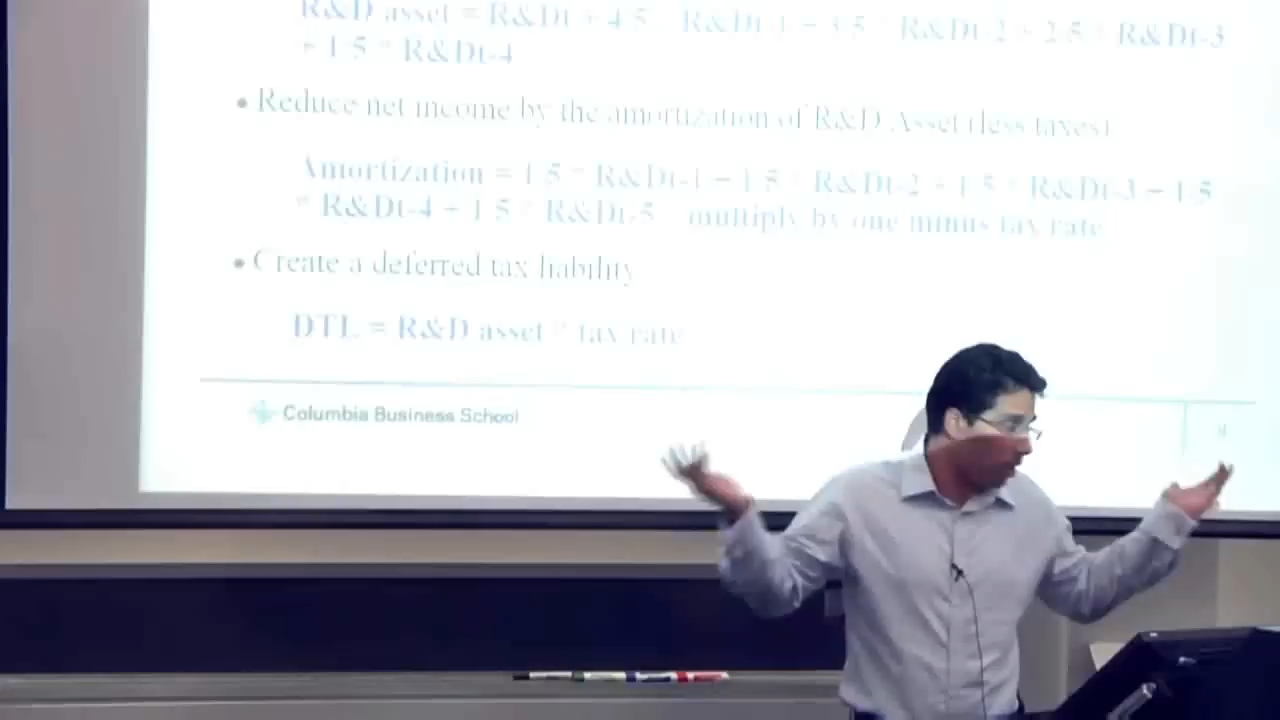 R&D asset = R&Dt + 4/5 * R&Dt-1 + 3/5 * R&Dt-2 + 2/5 * R&Dt-3
+ 1/5 * R&Dt-4
• Reduce net income by the amortization of R&D Asset (less taxes)
Amortization = 1/5 * R&Dt-1 + 1/5 * R&Dt-2 + 1/5 * R&Dt-3 + 1/5
* R&Dt-4 + 1/5 * R&Dt-5 multiply by one minus tax rate
• Create a deferred tax liability
DTL = R&D asset * tax rate
Columbia Business School